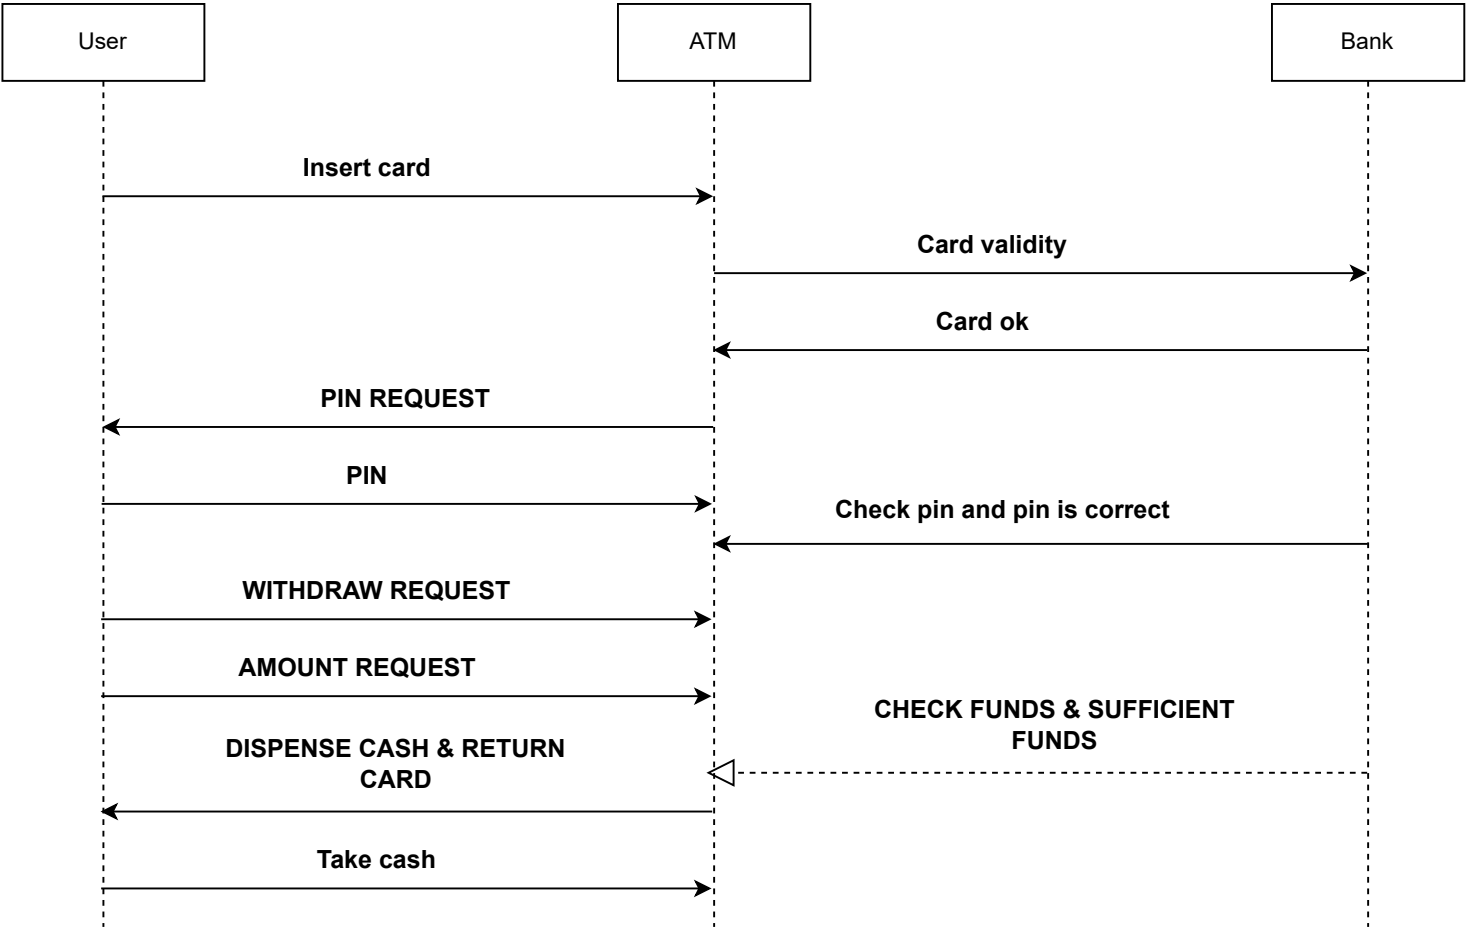 User
ATM
Bank
Insert card
Card validity
Card ok
PIN REQUEST
PIN
Check pin and pin is correct
WITHDRAW REQUEST
AMOUNT REQUEST
CHECK FUNDS & SUFFICIENT
FUNDS
DISPENSE CASH & RETURN
CARD
Take cash